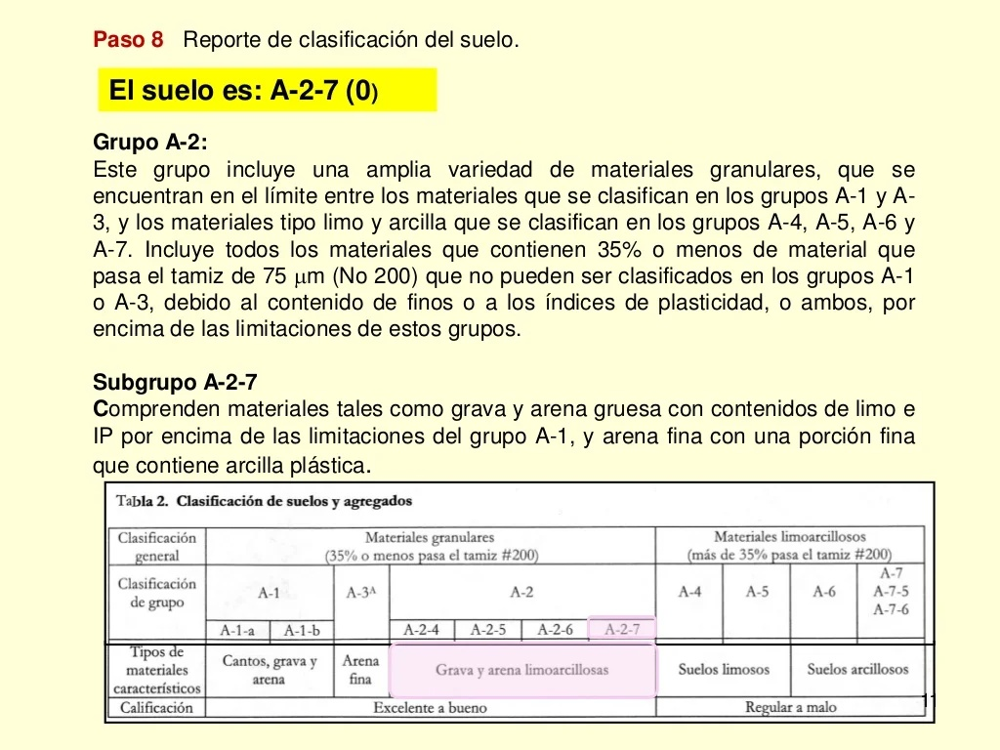 Paso 8 Reporte de clasificación del suelo.
El suelo es: A-2-7 (0)
Grupo A-2:
Este grupo incluye una amplia variedad de materiales granulares, que se
encuentran en el límite entre los materiales que se clasifican en los grupos A-1 y A-
3, y los materiales tipo limo y arcilla que se clasifican en los grupos A-4, A-5, A-6 y
A-7. Incluye todos los materiales que contienen 35% o menos de material que
pasa el tamiz de 75 μm (No 200) que no pueden ser clasificados en los grupos A-1
o A-3, debido al contenido de finos o a los índices de plasticidad, o ambos, por
encima de las limitaciones de estos grupos.
Subgrupo A-2-7
Comprenden materiales tales como grava y arena gruesa con contenidos de limo e
IP por encima de las limitaciones del grupo A-1, y arena fina con una porción fina
que contiene arcilla plástica.
Tabla 2. Clasificación de suelos y agregados
Clasificación
general
Materiales granulares
(35% o menos pasa el tamiz #200)
Materiales limoarcillosos
(más de 35% pasa el tamiz #200)
Clasificación
de grupo
A-1
A-3ᴬ
A-2
A-4
A-5
A-6
A-7
A-7-5
A-7-6
A-1-a
A-1-b
A-2-4
A-2-5
A-2-6
A-2-7
Tipos de
materiales
característicos
Cantos, grava y
arena
Arena
fina
Grava y arena limoarcillosas
Suelos limosos
Suelos arcillosos
Calificación
Excelente a bueno
Regular a malo
11